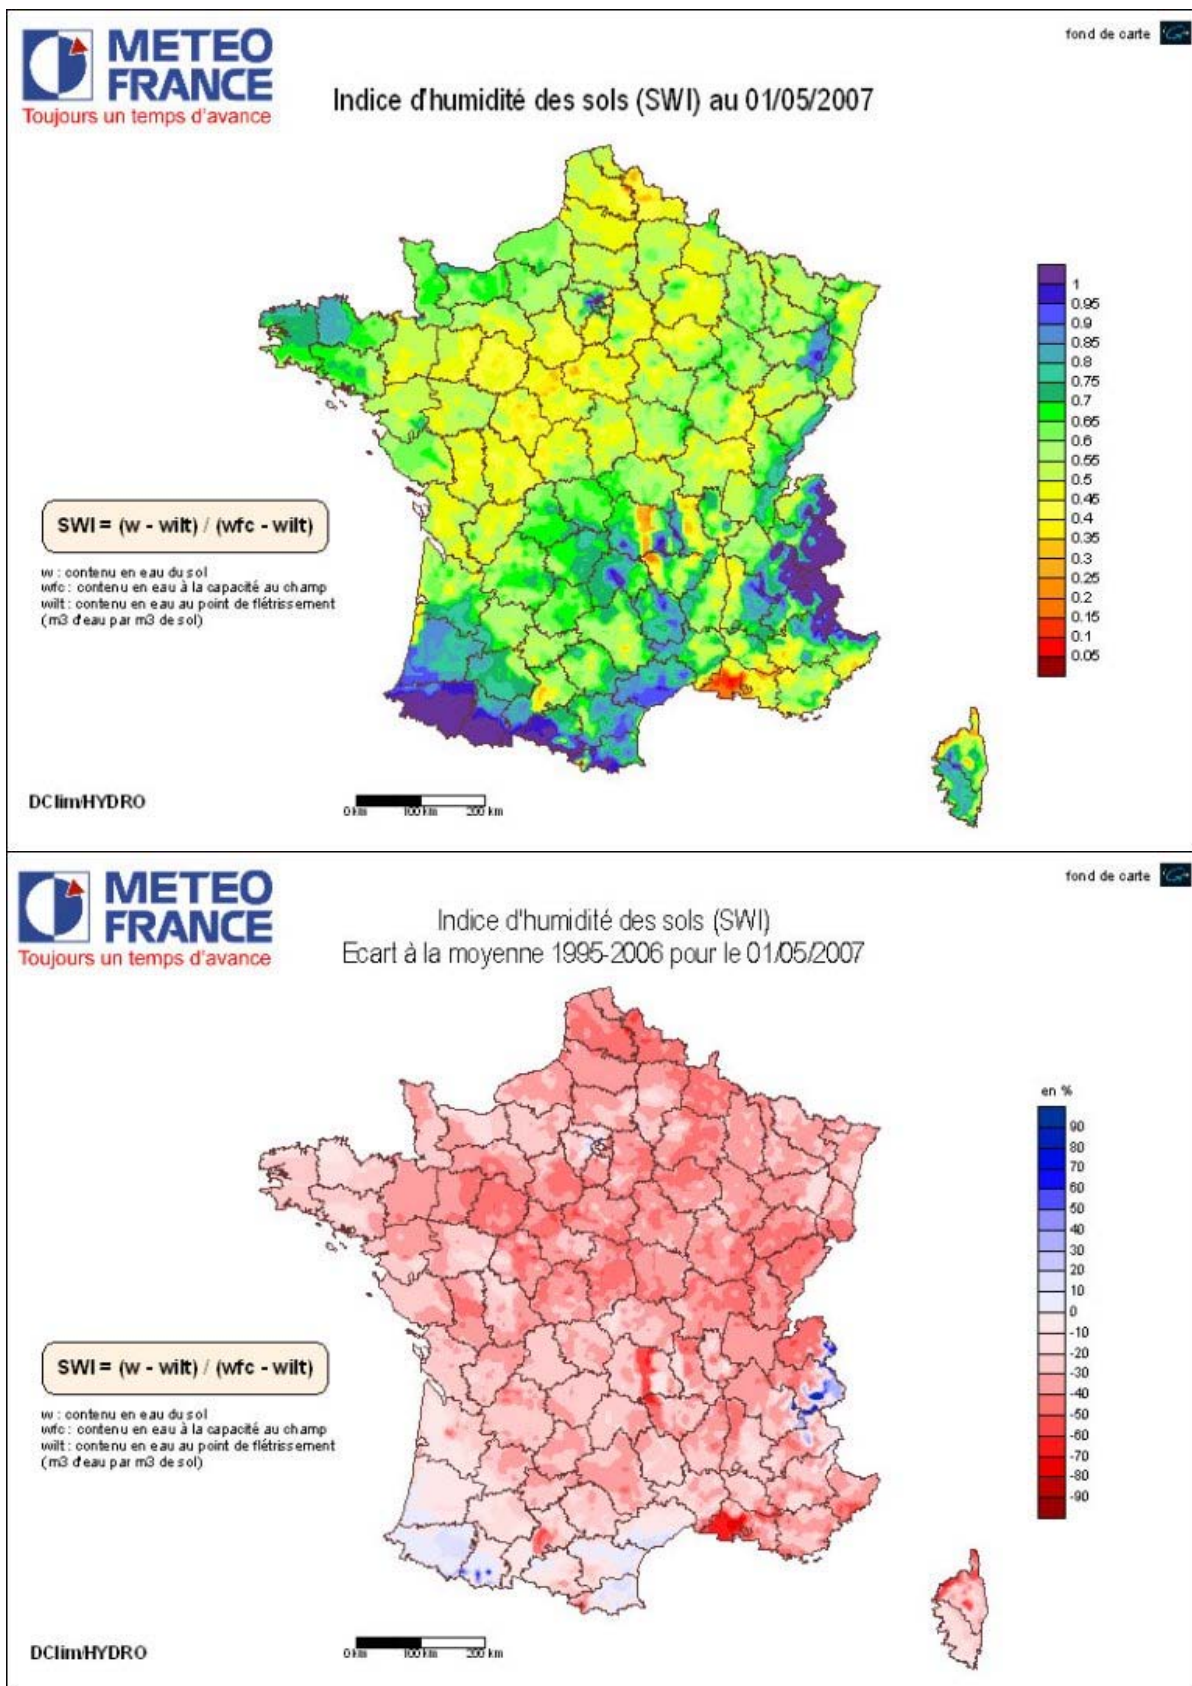 METEO
FRANCE
Toujours un temps d'avance
fond de carte
Indice d'humidité des sols (SWI) au 01/05/2007
1
0.95
0.9
0.85
0.8
0.75
0.7
0.65
0.6
0.55
0.5
0.45
0.4
0.3
0.25
0.2
0.15
0.1
0.05
SWI = (w - wilt) / (wfc - wilt)
w : contenu en eau du sol
wfc : contenu en eau à la capacité au champ
wilt : contenu en eau au point de flétrissement
(m3 d'eau par m3 de sol)
DClim/HYDRO
0 km 100 km 200 km
METEO
FRANCE
Toujours un temps d'avance
fond de carte
Indice d'humidité des sols (SWI)
Ecart à la moyenne 1995-2006 pour le 01/05/2007
en %
90
80
70
60
50
40
30
20
10
0
-10
-20
-30
-40
-50
-60
-70
-80
-90
SWI = (w - wilt) / (wfc - wilt)
w : contenu en eau du sol
wfc : contenu en eau à la capacité au champ
wilt : contenu en eau au point de flétrissement
(m3 d'eau par m3 de sol)
DClim/HYDRO
0 km 100 km 200 km